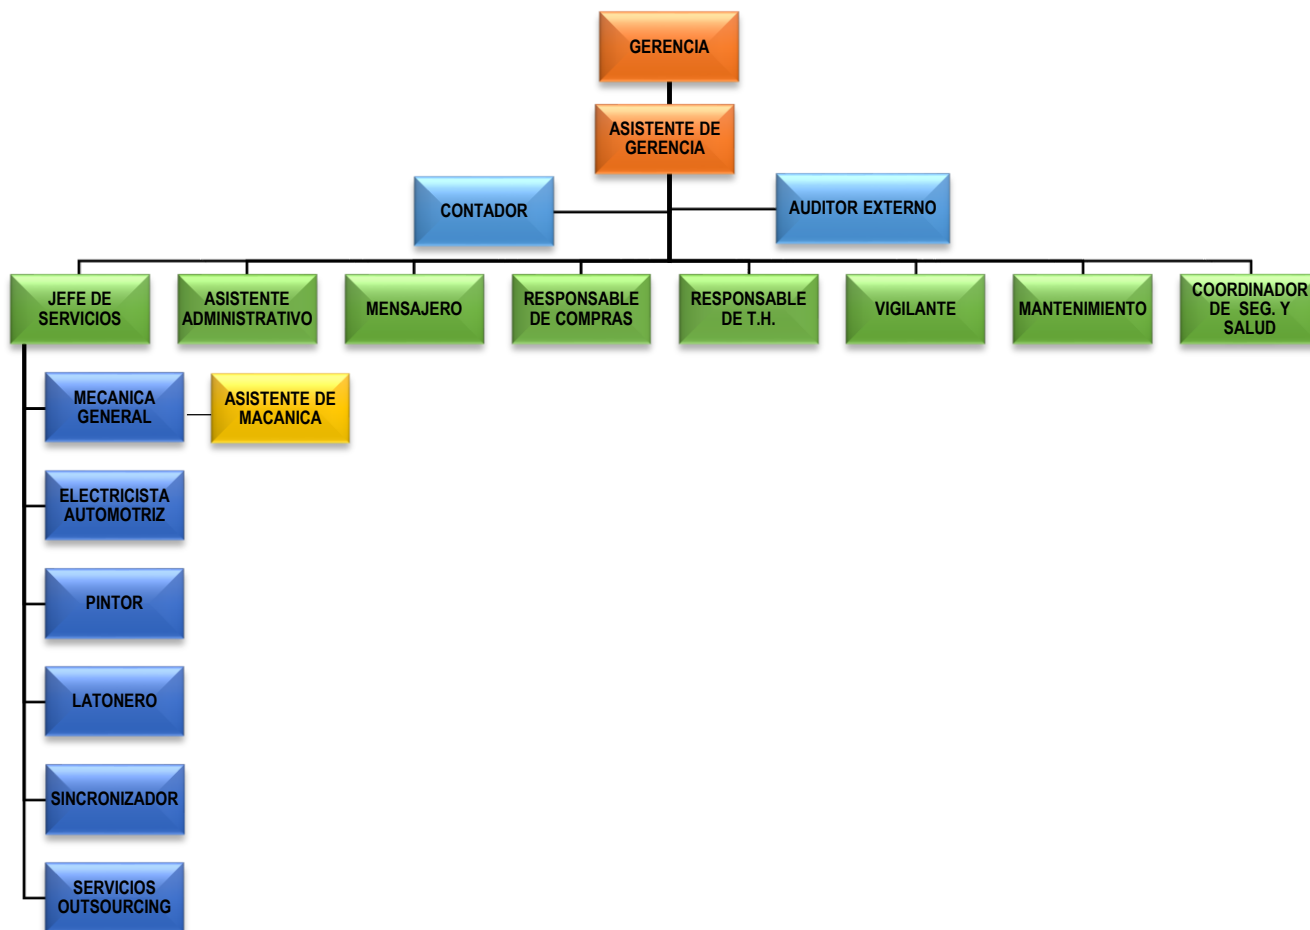 GERENCIA
ASISTENTE DE
GERENCIA
CONTADOR
AUDITOR EXTERNO
JEFE DE
SERVICIOS
ASISTENTE
ADMINISTRATIVO
MENSAJERO
RESPONSABLE
DE COMPRAS
RESPONSABLE
DE T.H.
VIGILANTE
MANTENIMIENTO
COORDINADOR
DE SEG. Y
SALUD
MECANICA
GENERAL
ASISTENTE DE
MACANICA
ELECTRICISTA
AUTOMOTRIZ
PINTOR
LATONERO
SINCRONIZADOR
SERVICIOS
OUTSOURCING